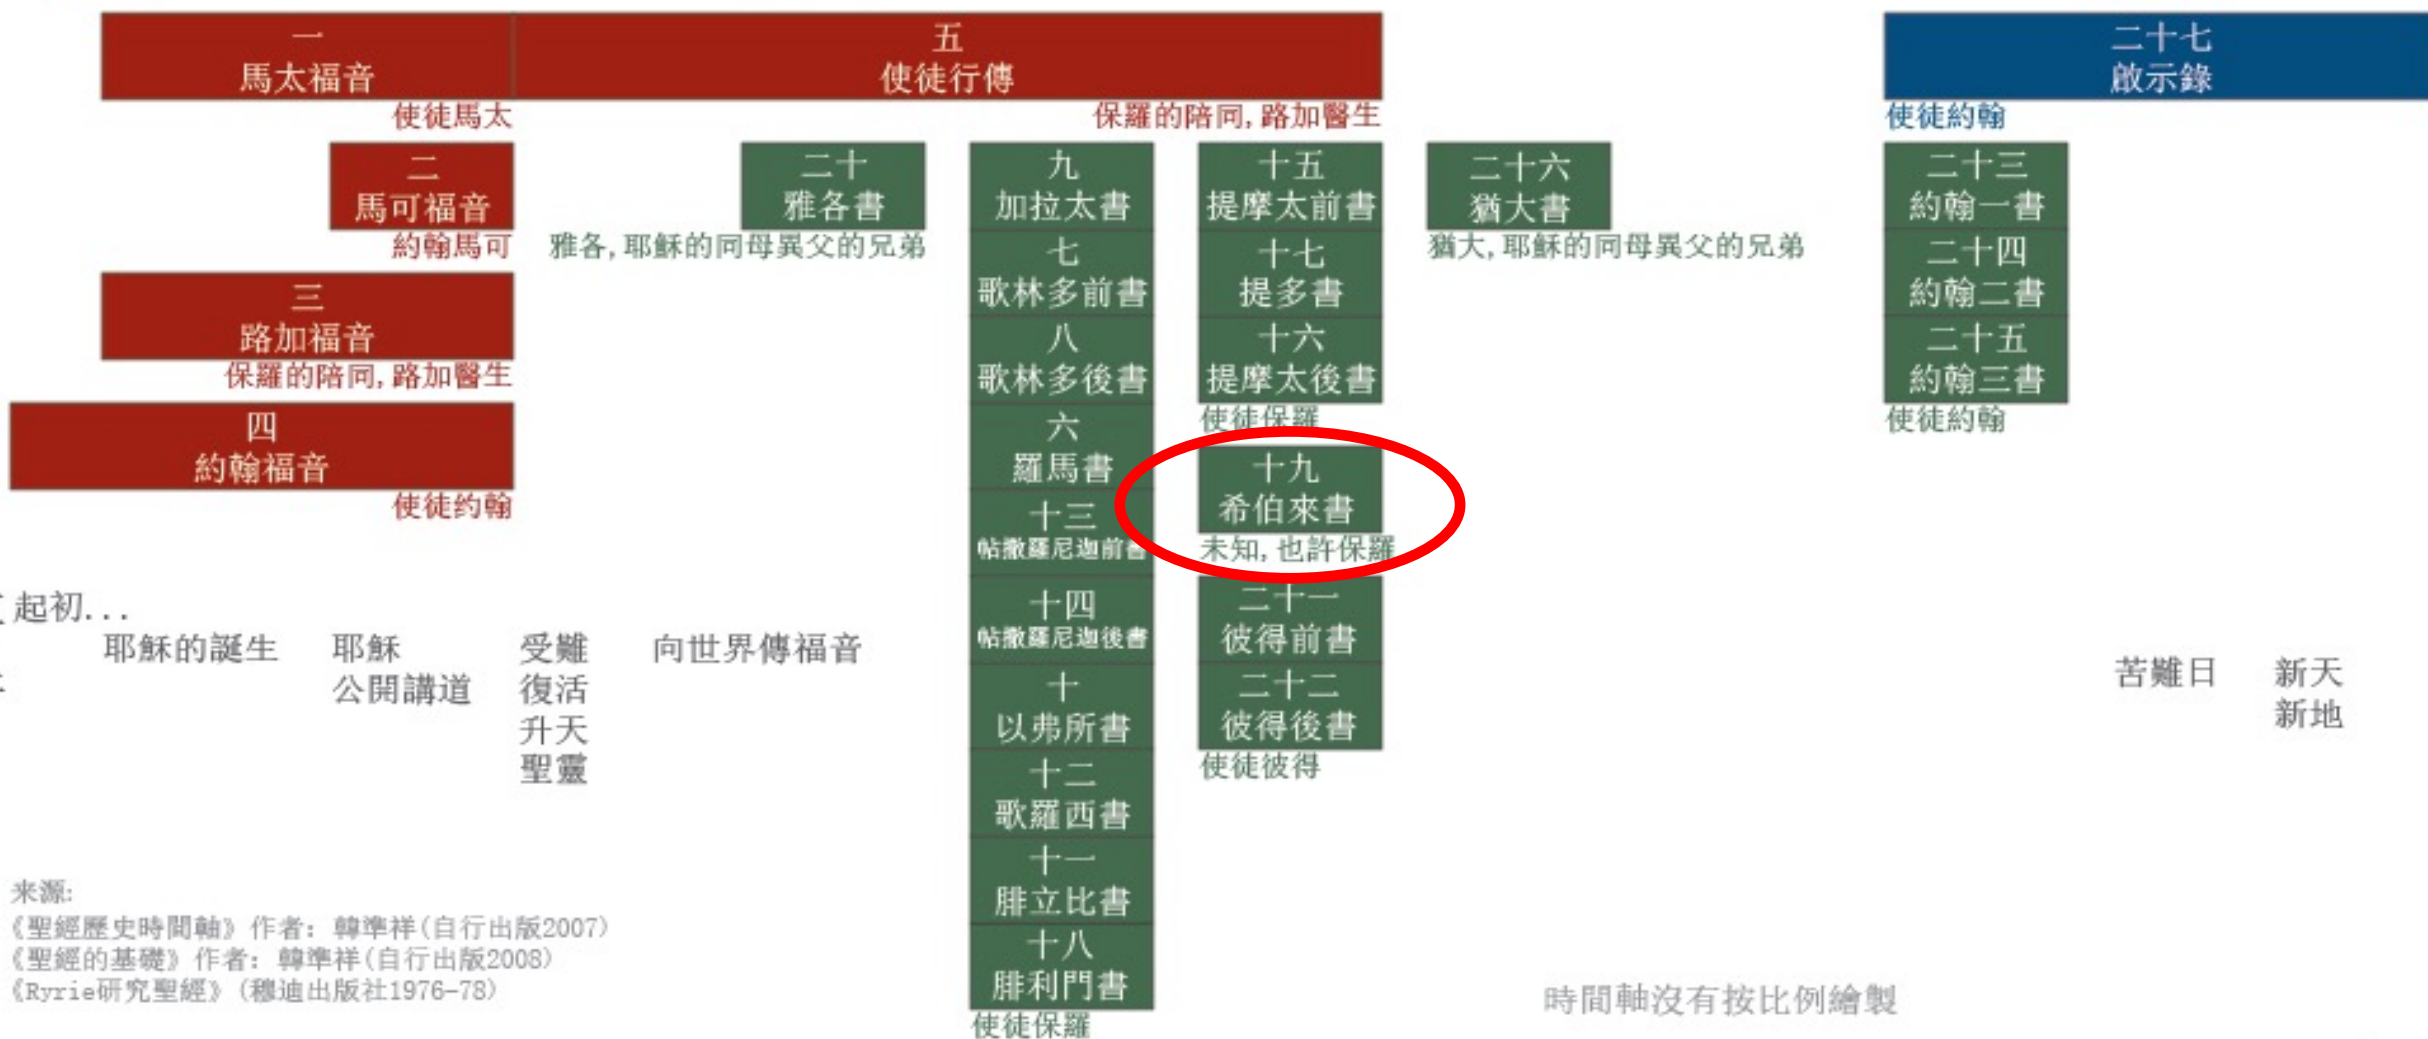 一
馬太福音
使徒馬太
二
馬可福音
約翰馬可
三
路加福音
保羅的陪同,路加醫生
四
約翰福音
使徒约翰
五
使徒行傳
保羅的陪同,路加醫生
二十
雅各書
雅各,耶穌的同母異父的兄弟
九
加拉太書
七
歌林多前書
八
歌林多後書
六
羅馬書
十三
帖撒羅尼迦前書
十四
帖撒羅尼迦後書
十
以弗所書
十二
歌羅西書
十一
腓立比書
十八
腓利門書
使徒保羅
十五
提摩太前書
十七
提多書
十六
提摩太後書
使徒保羅
十九
希伯來書
未知,也許保羅
二十一
彼得前書
二十二
彼得後書
使徒彼得
二十六
猶大書
猶大,耶穌的同母異父的兄弟
二十七
啟示錄
使徒約翰
二十三
約翰一書
二十四
約翰二書
二十五
約翰三書
使徒約翰
起初...
耶穌的誕生
耶穌
公開講道
受難
復活
升天
聖靈
向世界傳福音
苦難日
新天
新地
来源:
《聖經歷史時間軸》作者: 韓準祥(自行出版2007)
《聖經的基礎》作者: 韓準祥(自行出版2008)
《Ryrie研究聖經》(穆迪出版社1976-78)
時間軸沒有按比例繪製